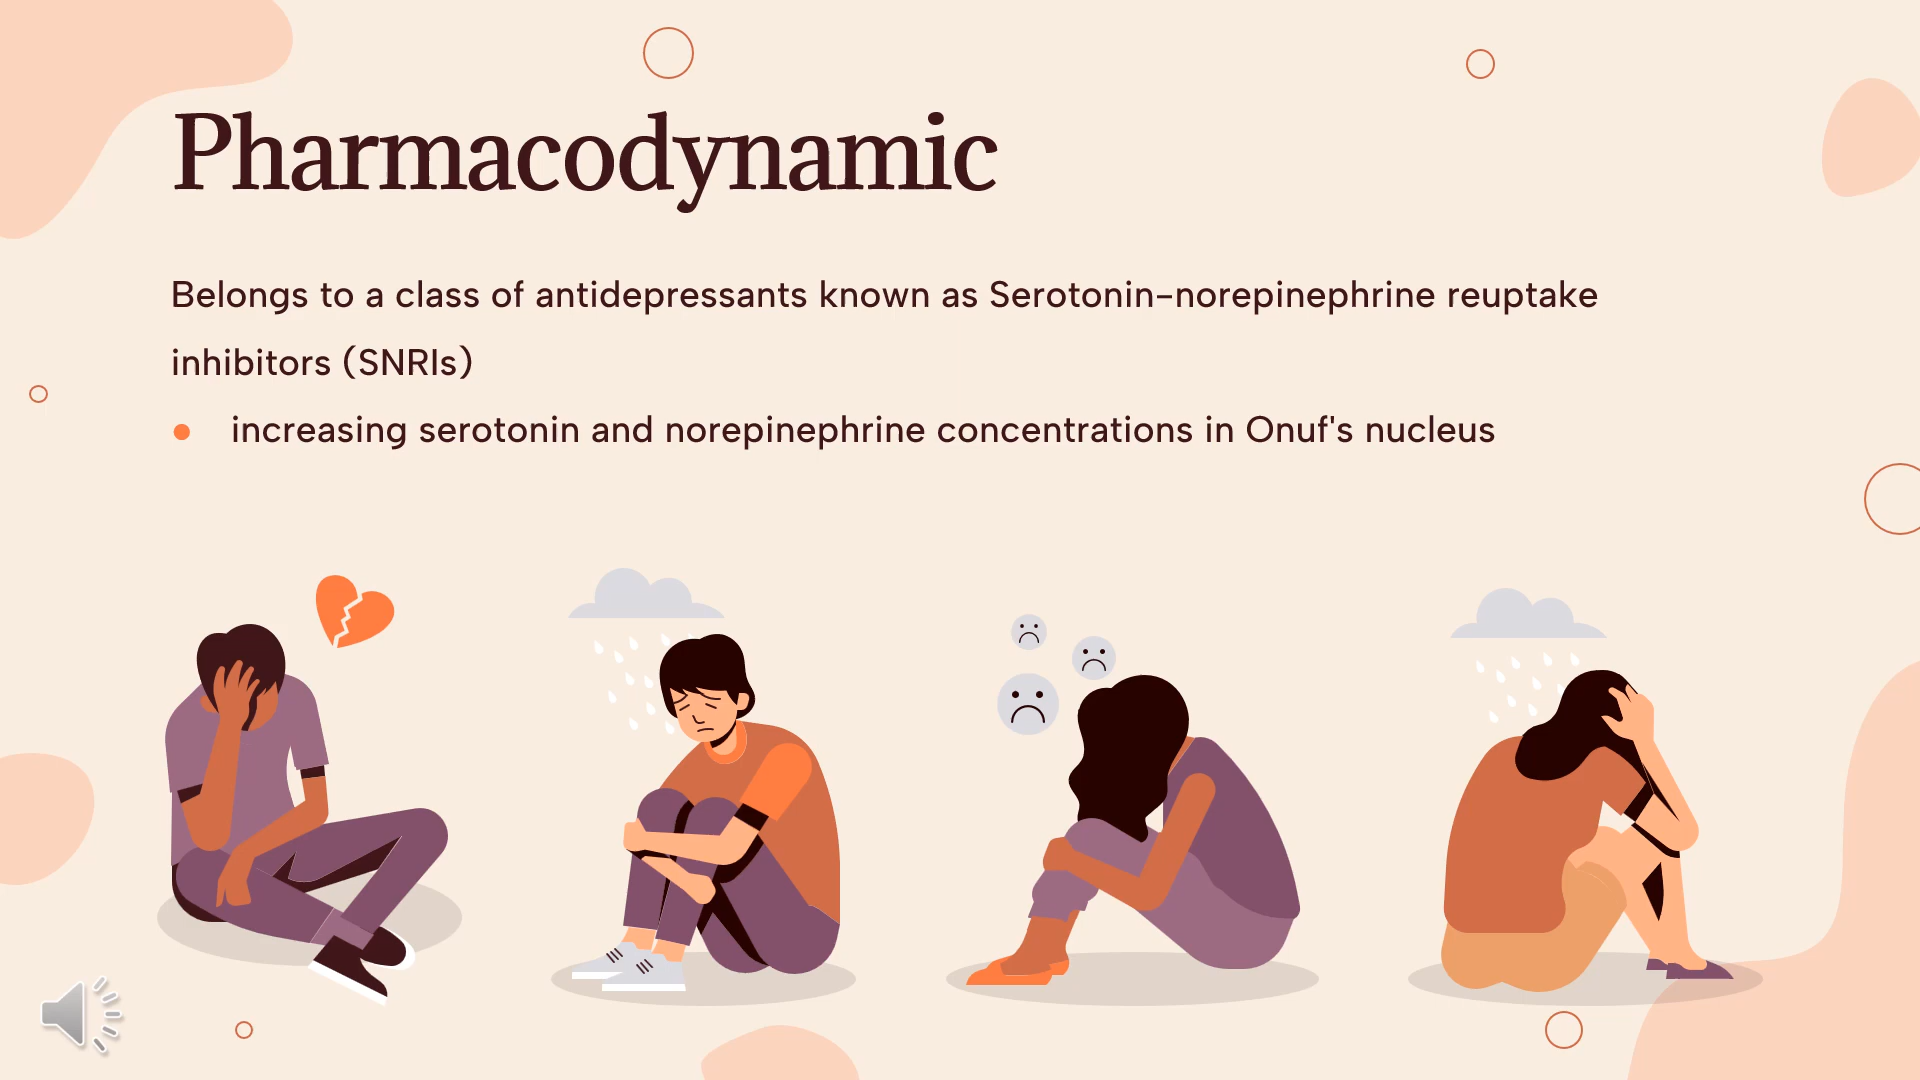 Pharmacodynamic
Belongs to a class of antidepressants known as Serotonin-norepinephrine reuptake
inhibitors (SNRIs)
increasing serotonin and norepinephrine concentrations in Onuf's nucleus